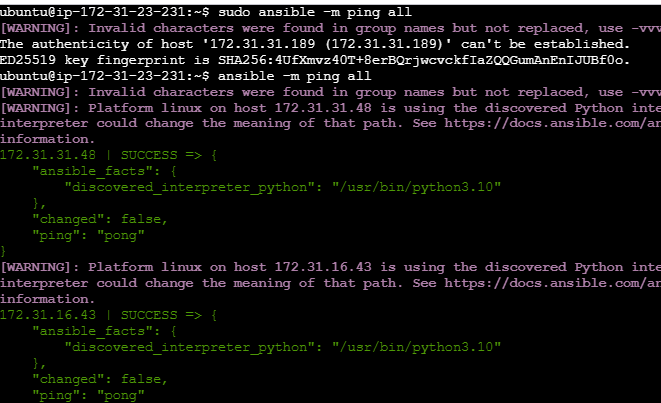 ubuntu@ip-172-31-23-231:~$ sudo ansible -m ping all
[WARNING]: Invalid characters were found in group names but not replaced, use -vvv
The authenticity of host '172.31.31.189 (172.31.31.189)' can't be established.
ED25519 key fingerprint is SHA256:4UfXmvz40T+8erBQrjwcvckfIaZQQGumAnEnIJUBf0o.
ubuntu@ip-172-31-23-231:~$ ansible -m ping all
[WARNING]: Invalid characters were found in group names but not replaced, use -vvv
[WARNING]: Platform linux on host 172.31.31.48 is using the discovered Python inte
interpreter could change the meaning of that path. See https://docs.ansible.com/an
information.
172.31.31.48 | SUCCESS => {
    "ansible_facts": {
        "discovered_interpreter_python": "/usr/bin/python3.10"
    },
    "changed": false,
    "ping": "pong"
}
[WARNING]: Platform linux on host 172.31.16.43 is using the discovered Python inte
interpreter could change the meaning of that path. See https://docs.ansible.com/an
information.
172.31.16.43 | SUCCESS => {
    "ansible_facts": {
        "discovered_interpreter_python": "/usr/bin/python3.10"
    },
    "changed": false,
    "ping": "pong"